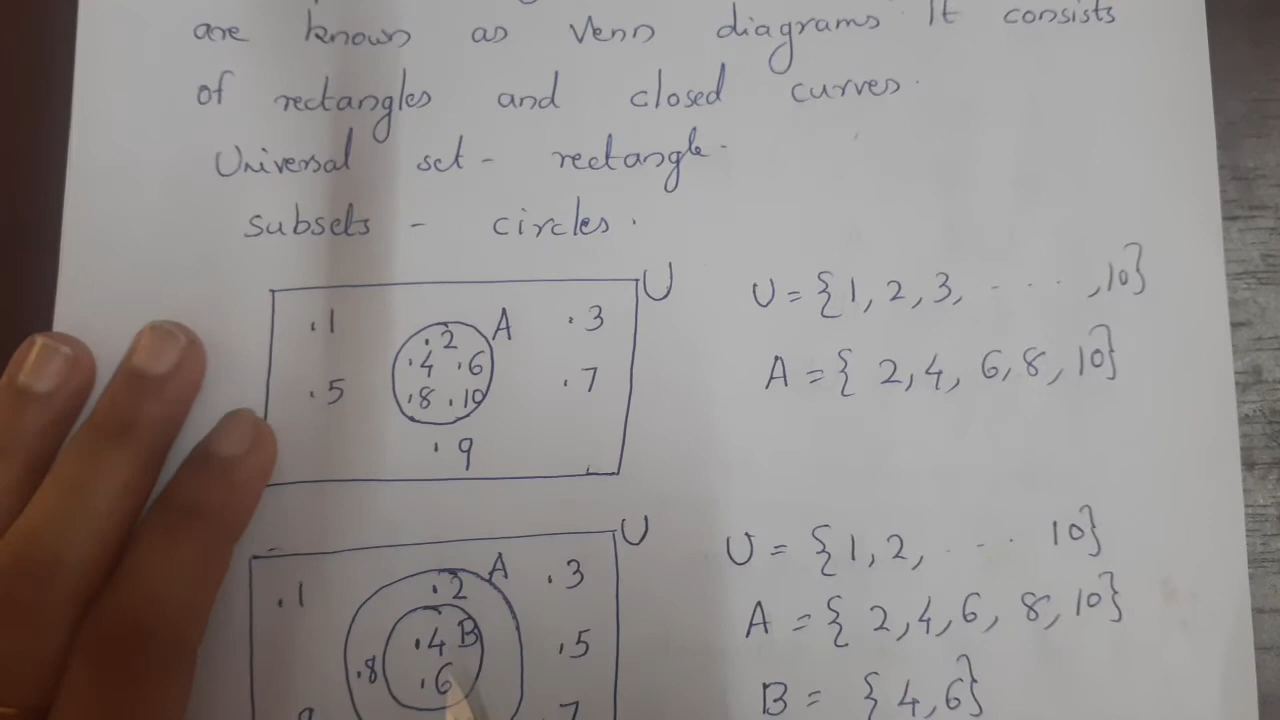 are known as Venn diagrams. It consists
of rectangles and closed curves.
Universal set - rectangle.
subsets - circles.
U
.1 .2 A .3
.4 .6
.5 .8 .10 .7
.9
U = {1, 2, 3, . . . . , 10}
A = { 2, 4, 6, 8, 10}
U
.1 .2 A .3
.4 B .5
.8 .6
7
U = {1, 2, . . . 10}
A = { 2, 4, 6, 8, 10}
B = { 4, 6}